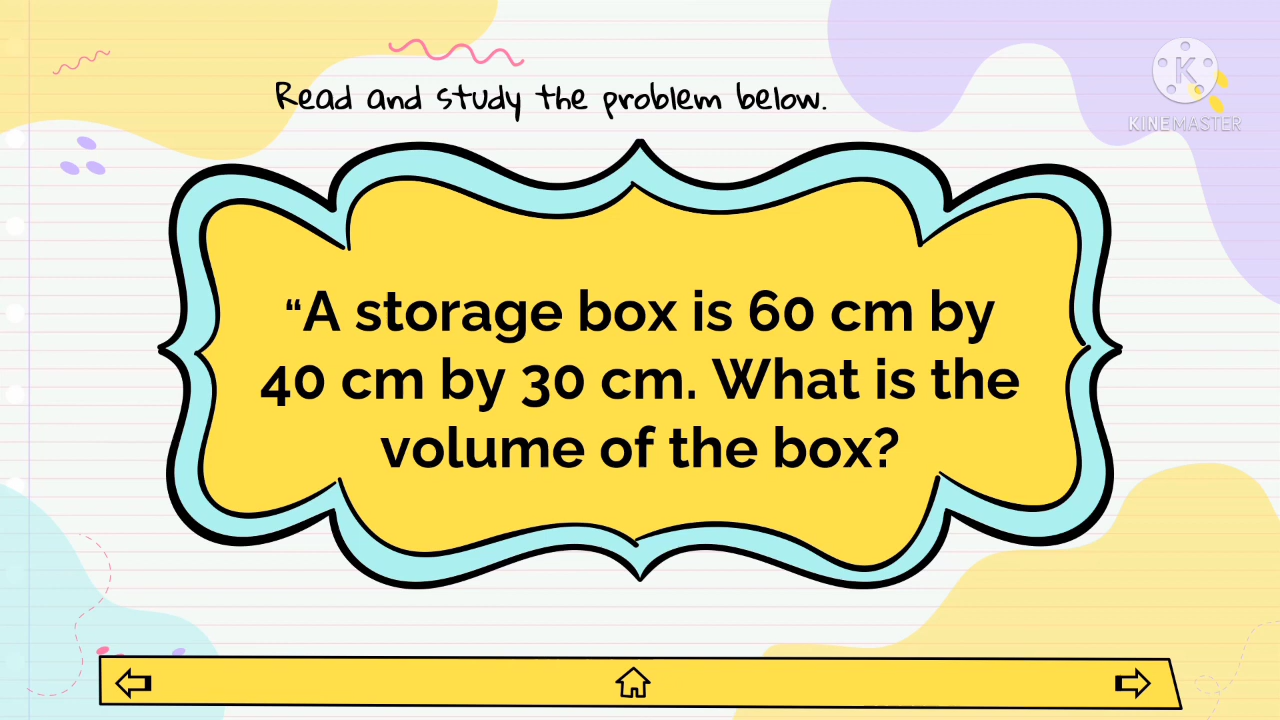 Read and study the problem below.
K
KINEMASTER
“A storage box is 60 cm by
40 cm by 30 cm. What is the
volume of the box?